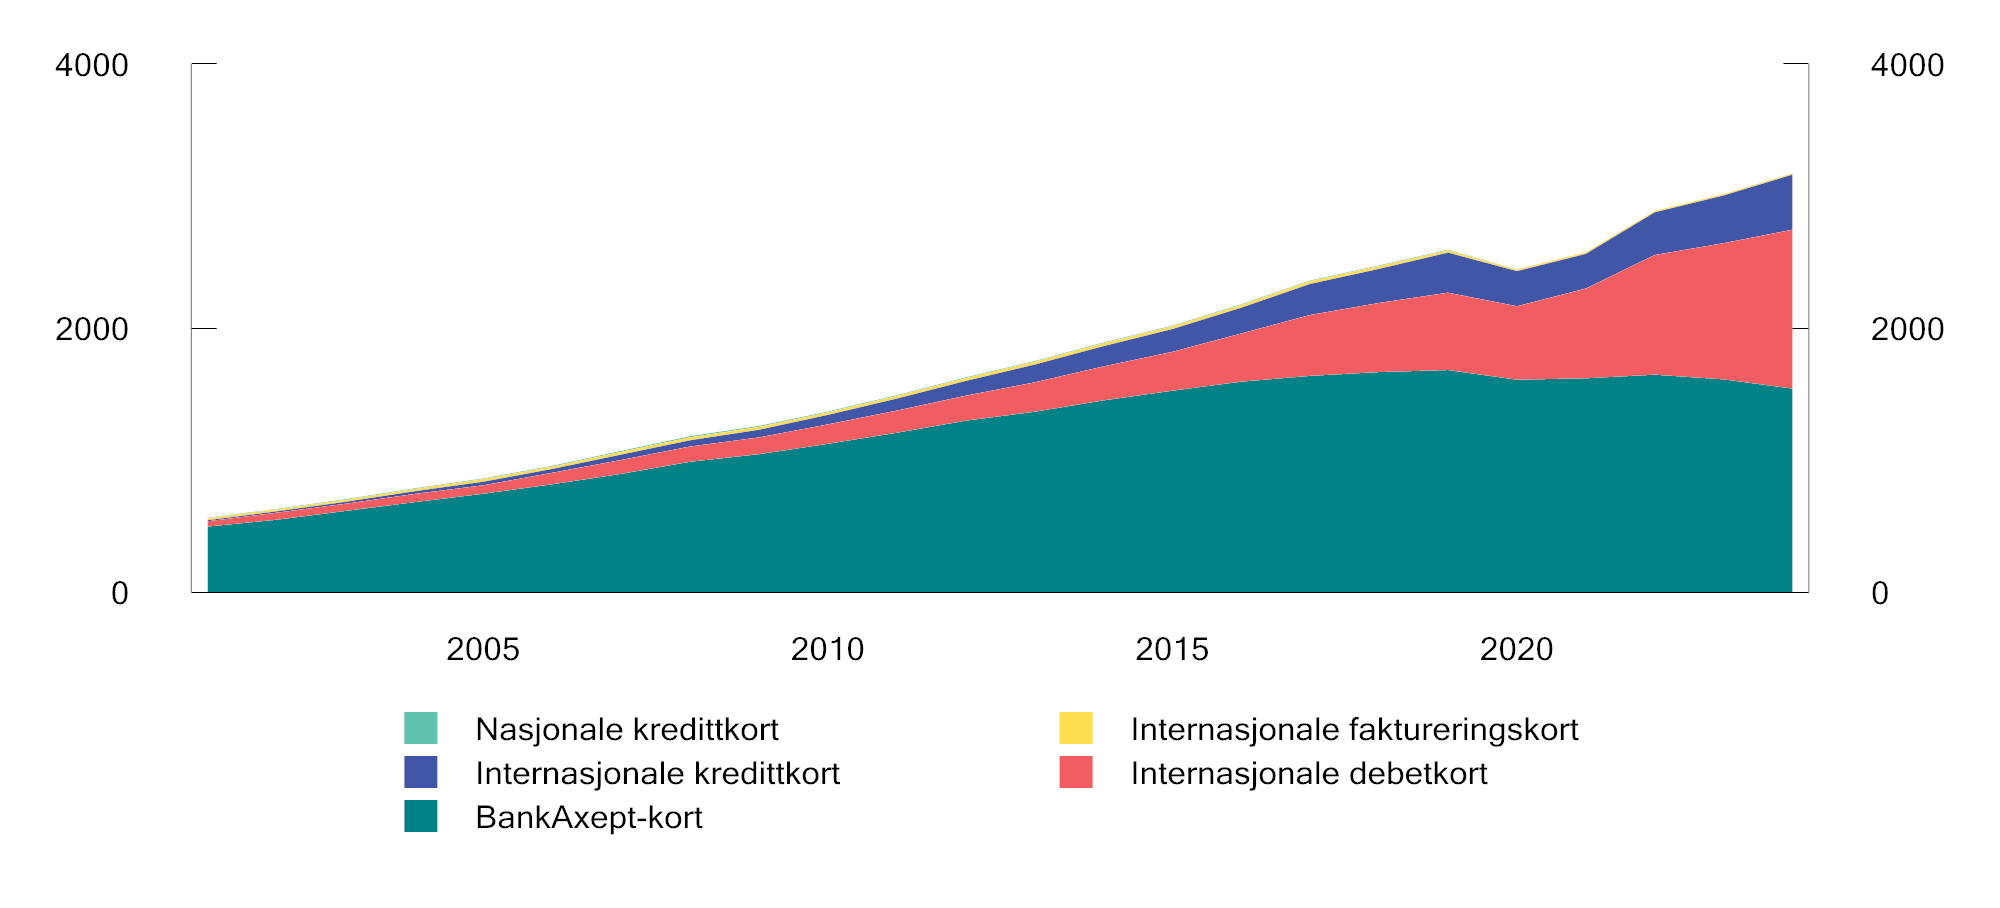 4000 4000
2000 2000
0 0
2005 2010 2015 2020
Nasjonale kredittkort Internasjonale faktureringskort
Internasjonale kredittkort Internasjonale debetkort
BankAxept-kort